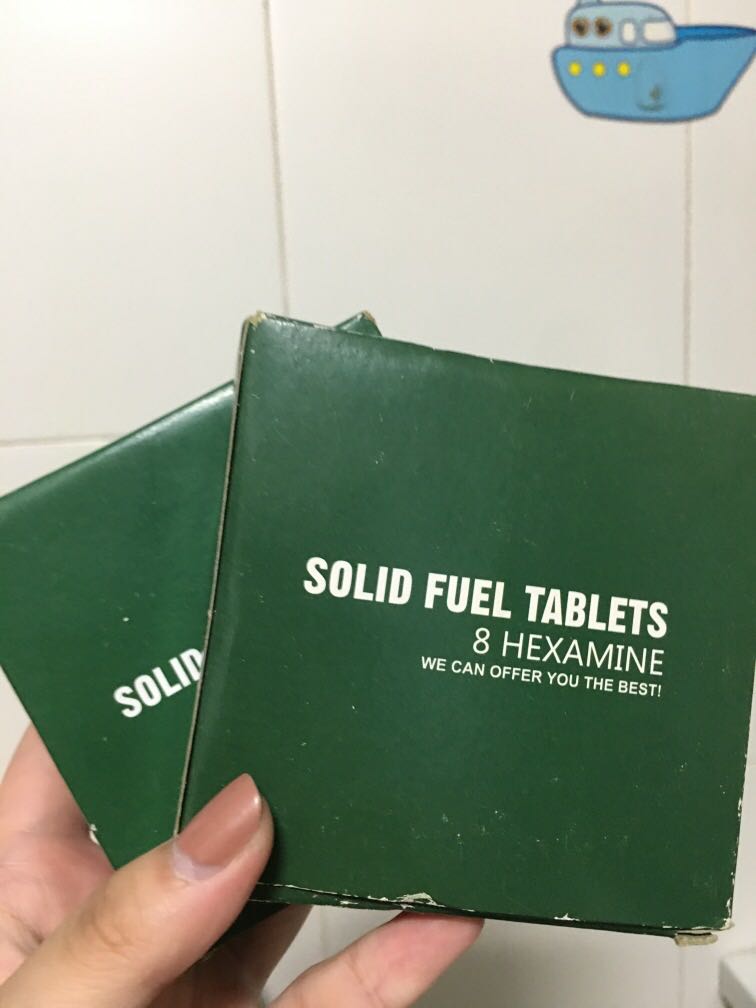 SOLID FUEL TABLETS
8 HEXAMINE
WE CAN OFFER YOU THE BEST!
SOLID